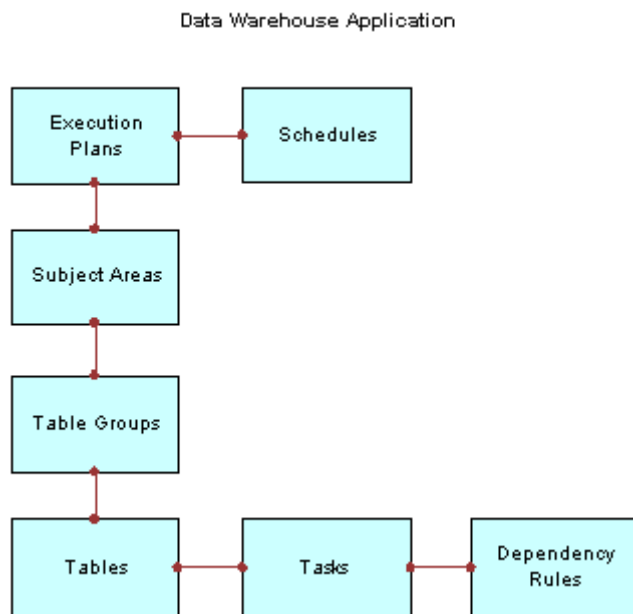 Data Warehouse Application
Execution
Plans
Schedules
Subject Areas
Table Groups
Tables
Tasks
Dependency
Rules